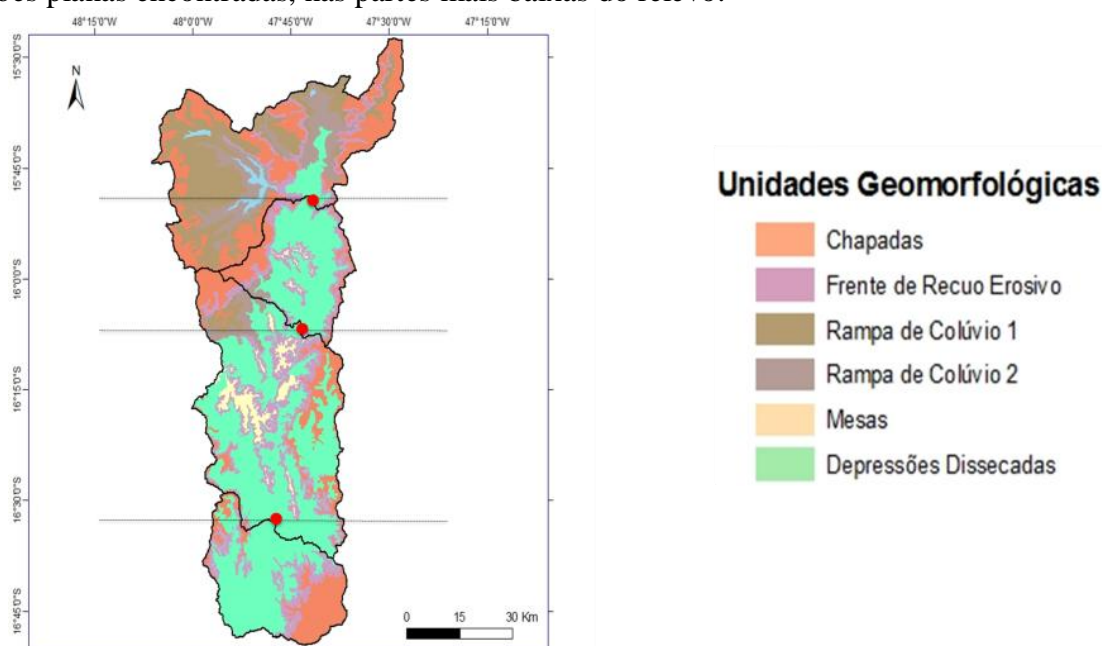 ões planas encontradas, nas partes mais baixas do relevo.
48°15'0"W 48°0'0"W 47°45'0"W 47°30'0"W 47°15'0"W
15°30'0"S
N
15°45'0"S
16°00'0"S
16°15'0"S
16°30'0"S
16°45'0"S
0 15 30 Km
Unidades Geomorfológicas
Chapadas
Frente de Recuo Erosivo
Rampa de Colúvio 1
Rampa de Colúvio 2
Mesas
Depressões Dissecadas